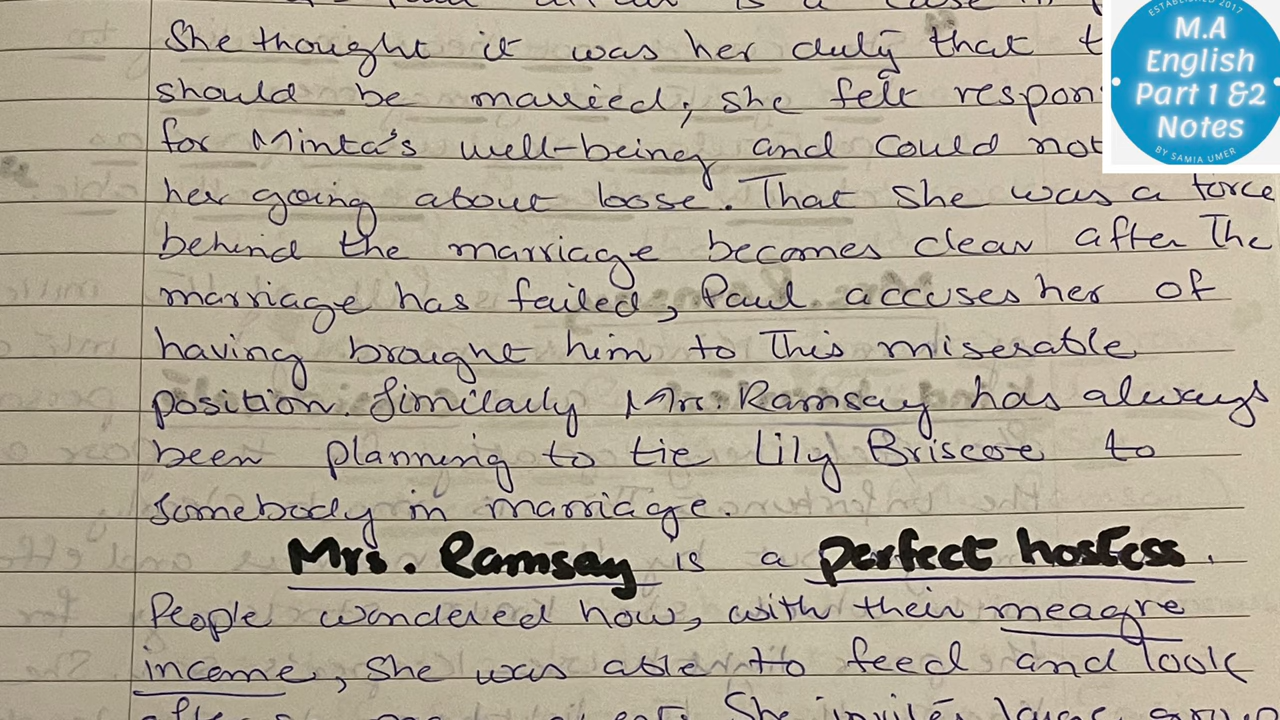 She thought it was her duty that t
should be married, she felt respon
for Minta's well-being and could not
her going about loose. That she was a force
behind the marriage becomes clear after the
marriage has failed, Paul accuses her of
having brought him to this miserable
position. Similarly Mrs. Ramsay has always
been planning to tie Lily Briscoe to
somebody in marriage.
Mrs. Ramsay is a perfect hostess.
People wondered how, with their meagre
income, she was able to feed and look
She invites large group
ESTABLISHED 2017
M.A
English
Part 1 & 2
Notes
BY SAMIA UMER